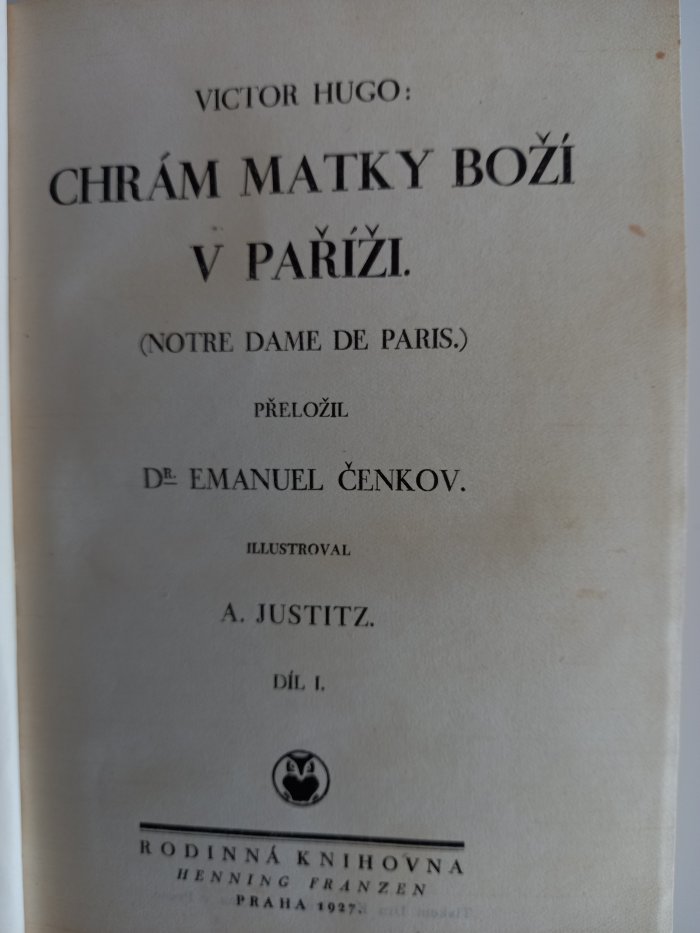 VICTOR HUGO:
CHRÁM MATKY BOŽÍ
V PAŘÍŽI.
(NOTRE DAME DE PARIS.)
PŘELOŽIL
DR. EMANUEL ČENKOV.
ILLUSTROVAL
A. JUSTITZ.
DÍL I.
RODINNÁ KNIHOVNA
HENNING FRANZEN
PRAHA 1927.